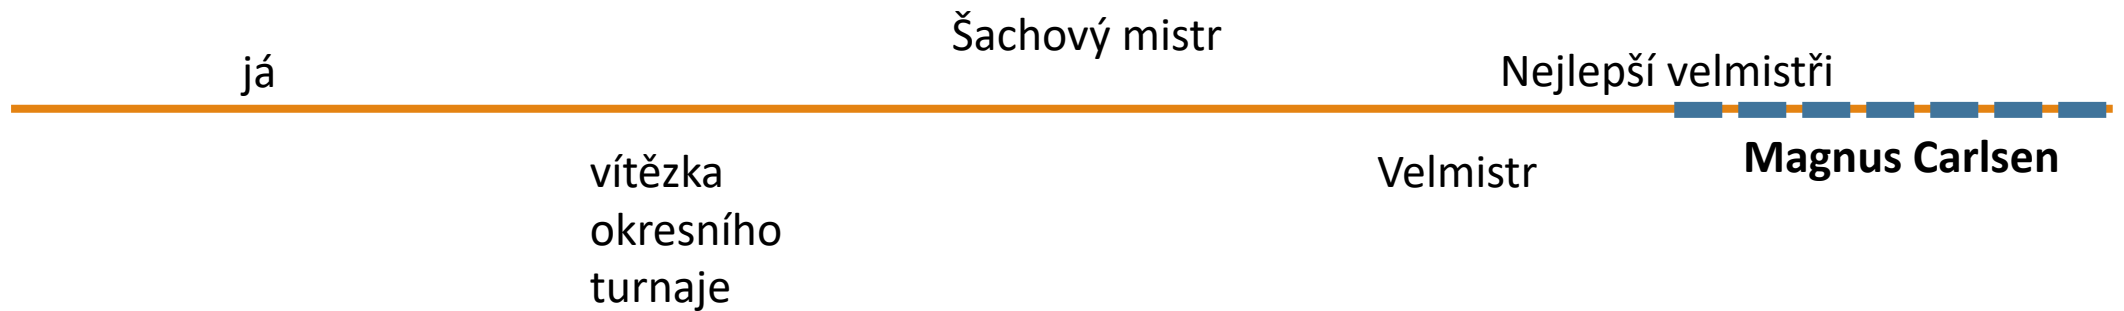 Šachový mistr
já
Nejlepší velmistři
vítězka
okresního
turnaje
Velmistr
Magnus Carlsen